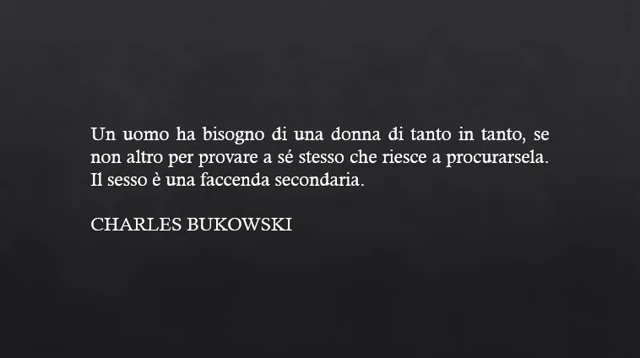 Un uomo ha bisogno di una donna di tanto in tanto, se
non altro per provare a sé stesso che riesce a procurarsela.
Il sesso è una faccenda secondaria.
CHARLES BUKOWSKI